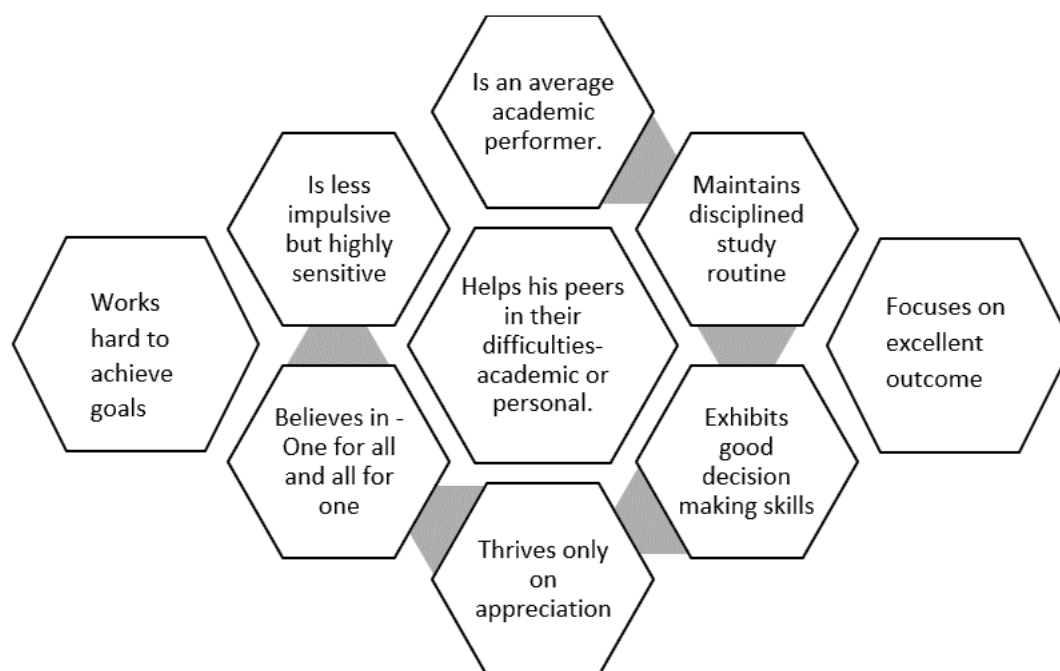 Is an average
academic
performer.
Is less
impulsive
but highly
sensitive
Maintains
disciplined
study
routine
Works
hard to
achieve
goals
Helps his peers
in their
difficulties-
academic or
personal.
Focuses on
excellent
outcome
Believes in -
One for all
and all for
one
Exhibits
good
decision
making skills
Thrives only
on
appreciation